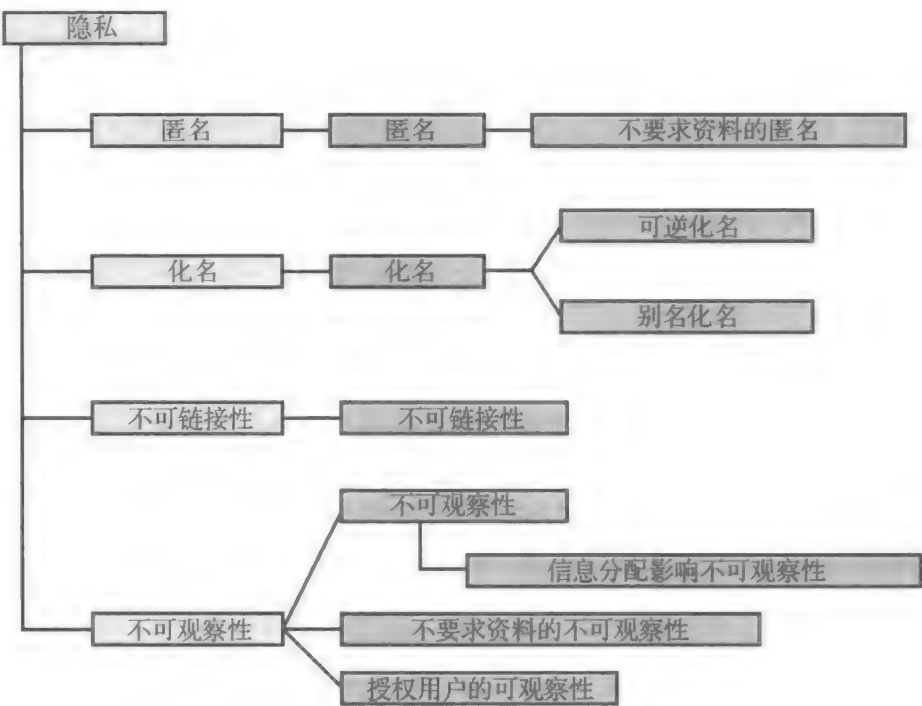 隐私
匿名
匿名
不要求资料的匿名
化名
化名
可逆化名
别名化名
不可链接性
不可链接性
不可观察性
不可观察性
信息分配影响不可观察性
不要求资料的不可观察性
授权用户的可观察性